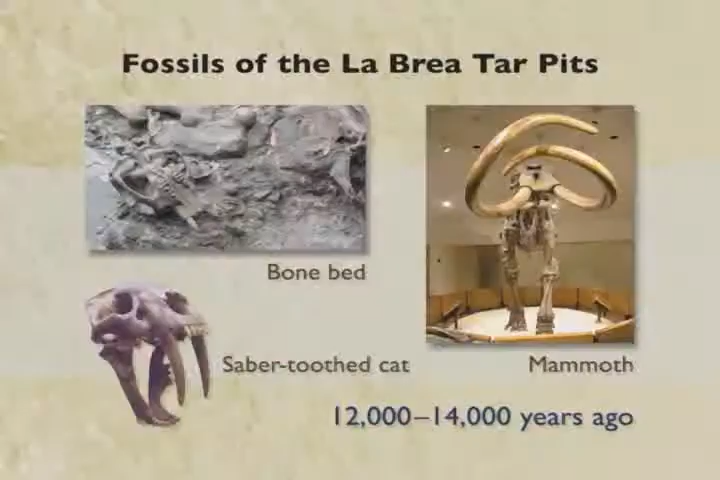 Fossils of the La Brea Tar Pits
Bone bed
Saber-toothed cat
Mammoth
12,000–14,000 years ago